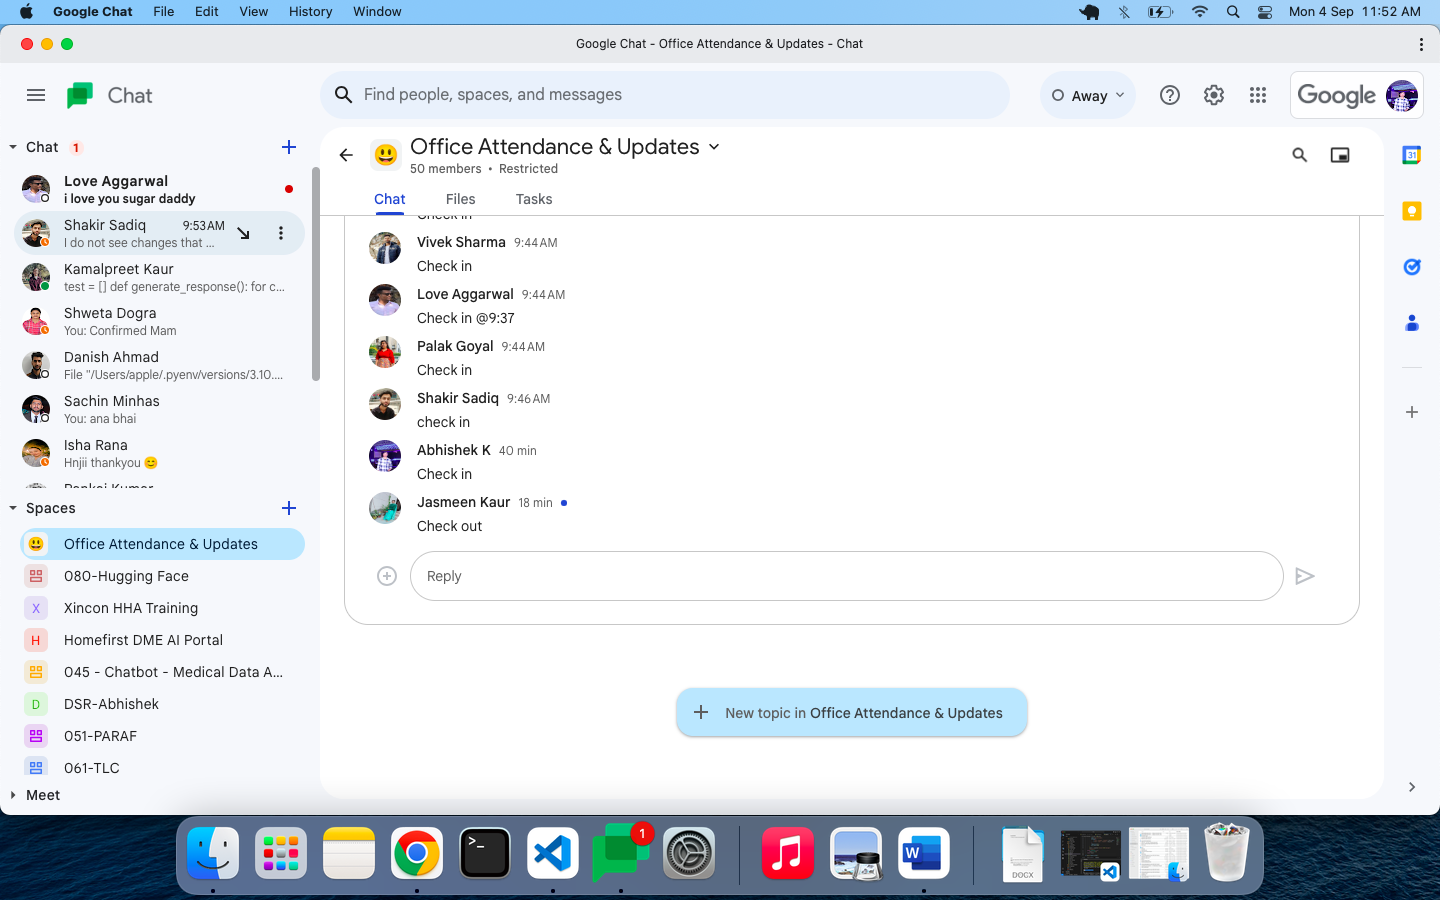 Google Chat File Edit View History Window Mon 4 Sep 11:52 AM
Google Chat - Office Attendance & Updates - Chat
Chat
Find people, spaces, and messages
Away
Google
Chat 1
Love Aggarwal
i love you sugar daddy
Shakir Sadiq 9:53 AM
I do not see changes that ...
Kamalpreet Kaur
test = [] def generate_response(): for c...
Shweta Dogra
You: Confirmed Mam
Danish Ahmad
File "/Users/apple/.pyenv/versions/3.10....
Sachin Minhas
You: ana bhai
Isha Rana
Hnjii thankyou 😊
Pankaj Kumar
Spaces
😃 Office Attendance & Updates
080-Hugging Face
X Xincon HHA Training
H Homefirst DME AI Portal
045 - Chatbot - Medical Data A...
D DSR-Abhishek
051-PARAF
061-TLC
Meet
Office Attendance & Updates
50 members • Restricted
Chat Files Tasks
Check in
Vivek Sharma 9:44 AM
Check in
Love Aggarwal 9:44 AM
Check in @9:37
Palak Goyal 9:44 AM
Check in
Shakir Sadiq 9:46 AM
check in
Abhishek K 40 min
Check in
Jasmeen Kaur 18 min
Check out
Reply
New topic in Office Attendance & Updates
31
>_
1
W
DOCX